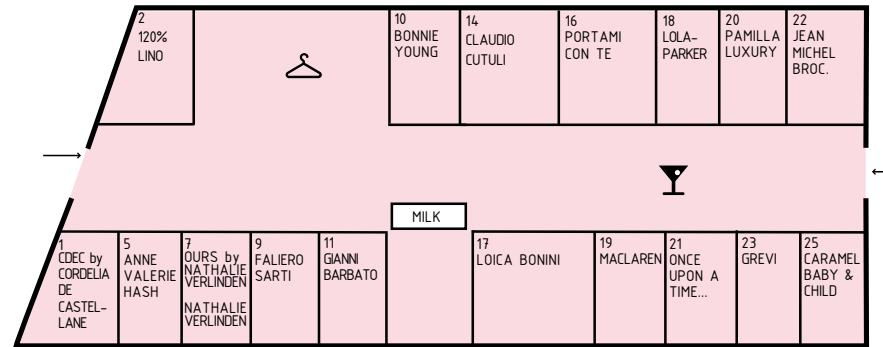 2
120%
LINO
10
BONNIE
YOUNG
14
CLAUDIO
CUTULI
16
PORTAMI
CON TE
18
LOLA-
PARKER
20
PAMILLA
LUXURY
22
JEAN
MICHEL
BROC.
MILK
1
CDEC by
CORDELIA
DE
CASTEL-
LANE
5
ANNE
VALERIE
HASH
7
OURS by
NATHALIE
VERLINDEN
NATHALIE
VERLINDEN
9
FALIERO
SARTI
11
GIANNI
BARBATO
17
LOICA BONINI
19
MACLAREN
21
ONCE
UPON A
TIME...
23
GREVI
25
CARAMEL
BABY &
CHILD